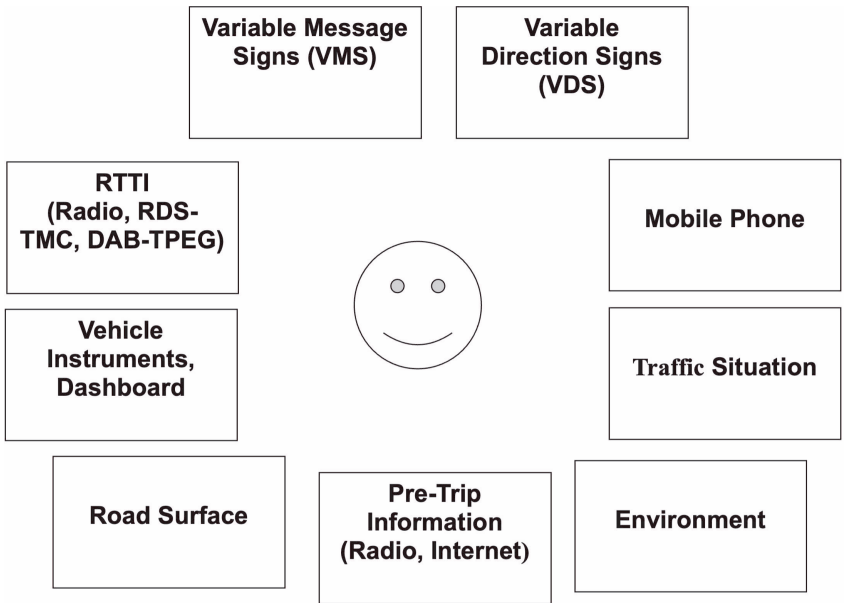 Variable Message
Signs (VMS)
Variable
Direction Signs
(VDS)
RTTI
(Radio, RDS-
TMC, DAB-TPEG)
Mobile Phone
Vehicle
Instruments,
Dashboard
Traffic Situation
Road Surface
Pre-Trip
Information
(Radio, Internet)
Environment